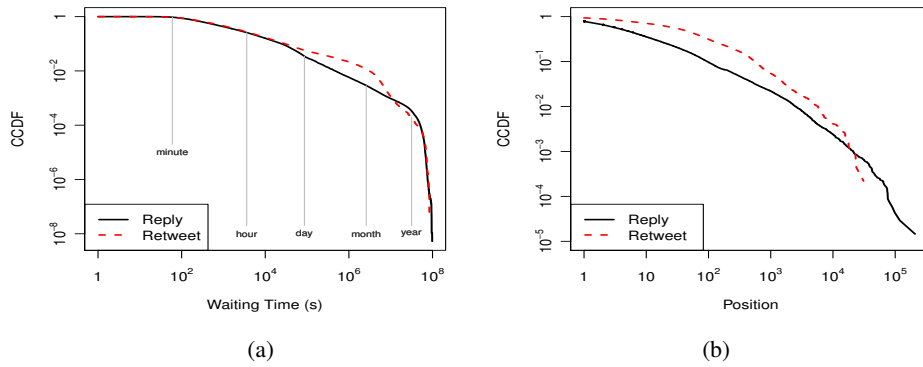 1
10^-2
10^-4
10^-6
10^-8
CCDF
minute
hour
day
month
year
Reply
Retweet
1
10^2
10^4
10^6
10^8
Waiting Time (s)
(a)
1
10^-1
10^-2
10^-3
10^-4
10^-5
CCDF
Reply
Retweet
1
10
10^2
10^3
10^4
10^5
Position
(b)